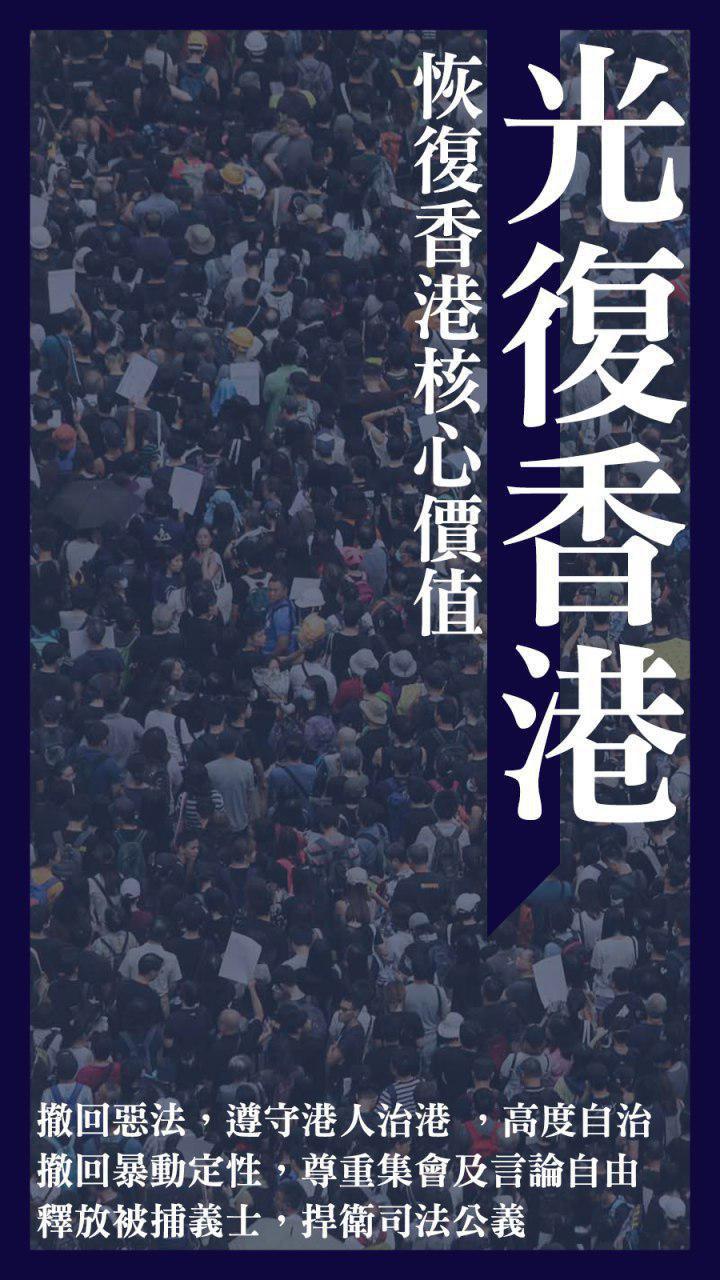 光復香港
恢復香港核心價值
撤回惡法，遵守港人治港 ，高度自治
撤回暴動定性，尊重集會及言論自由
釋放被捕義士，捍衛司法公義